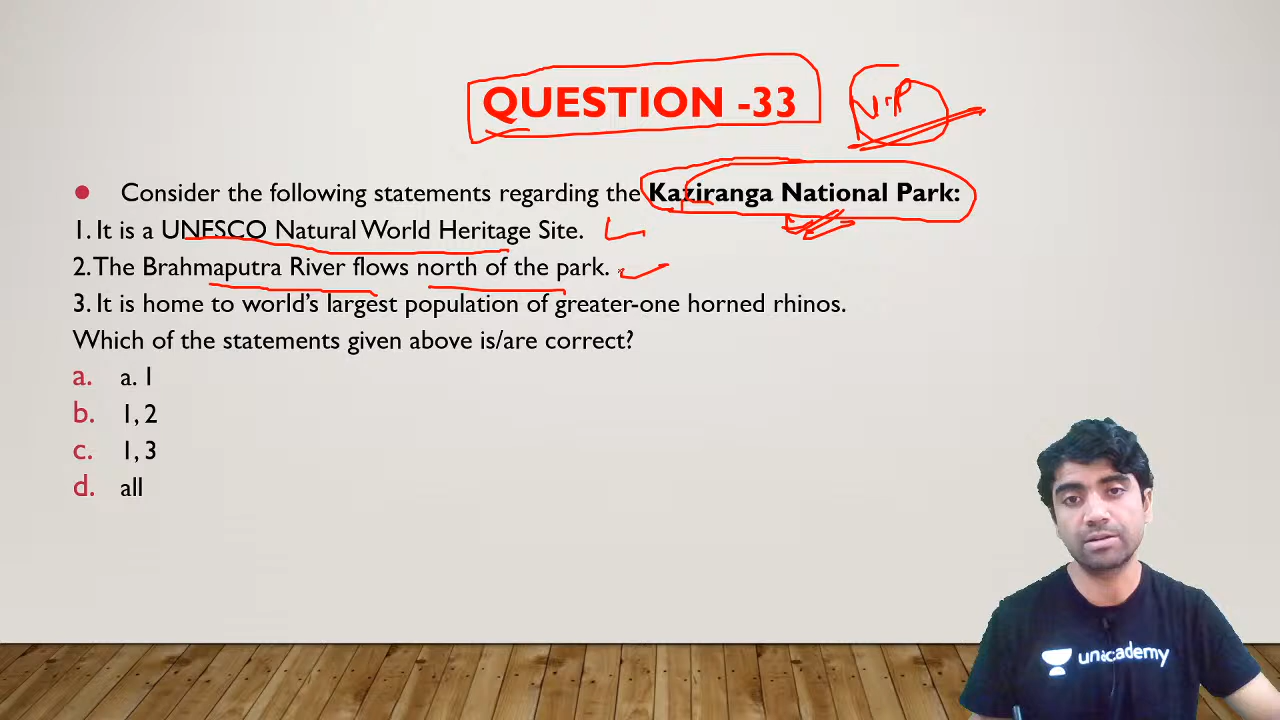 QUESTION -33
V.I.P
Consider the following statements regarding the Kaziranga National Park:
1. It is a UNESCO Natural World Heritage Site.
2. The Brahmaputra River flows north of the park.
3. It is home to world's largest population of greater-one horned rhinos.
Which of the statements given above is/are correct?
a. a. 1
b. 1, 2
c. 1, 3
d. all
unacademy